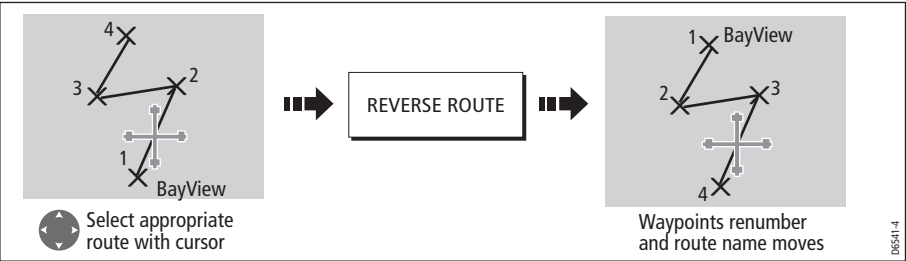 4
3
2
1
BayView
Select appropriate
route with cursor
REVERSE ROUTE
1
BayView
2
3
4
Waypoints renumber
and route name moves
D6541-4